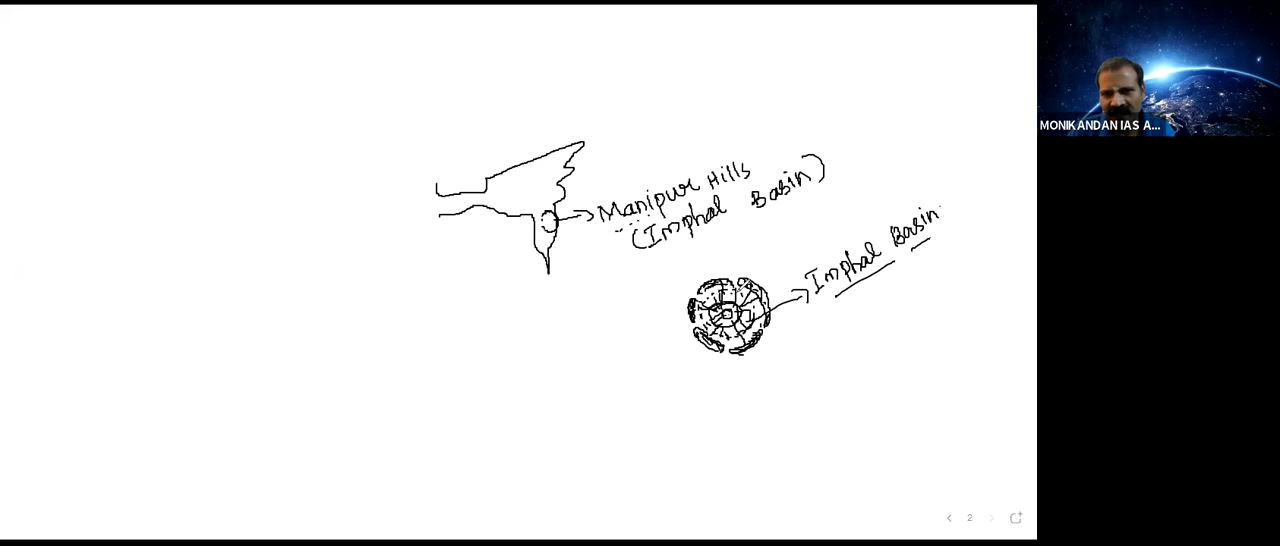 MONIKANDAN IAS A...
Manipur Hills
(Imphal Basin)
Imphal Basin
2